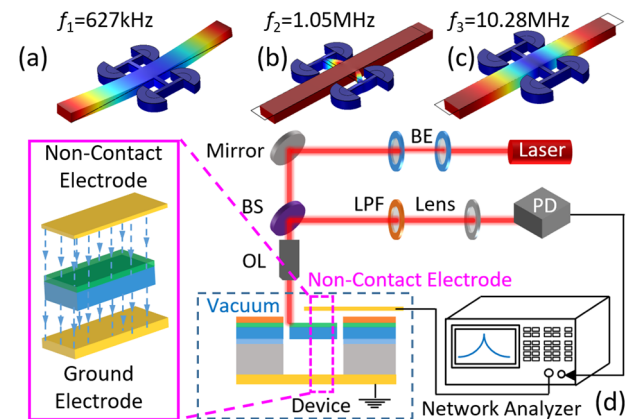 f1=627kHz
f2=1.05MHz
f3=10.28MHz
(a)
(b)
(c)
Non-Contact
Electrode
Ground
Electrode
Mirror
BE
Laser
BS
LPF
Lens
PD
OL
Non-Contact Electrode
Vacuum
Device
Network Analyzer
(d)